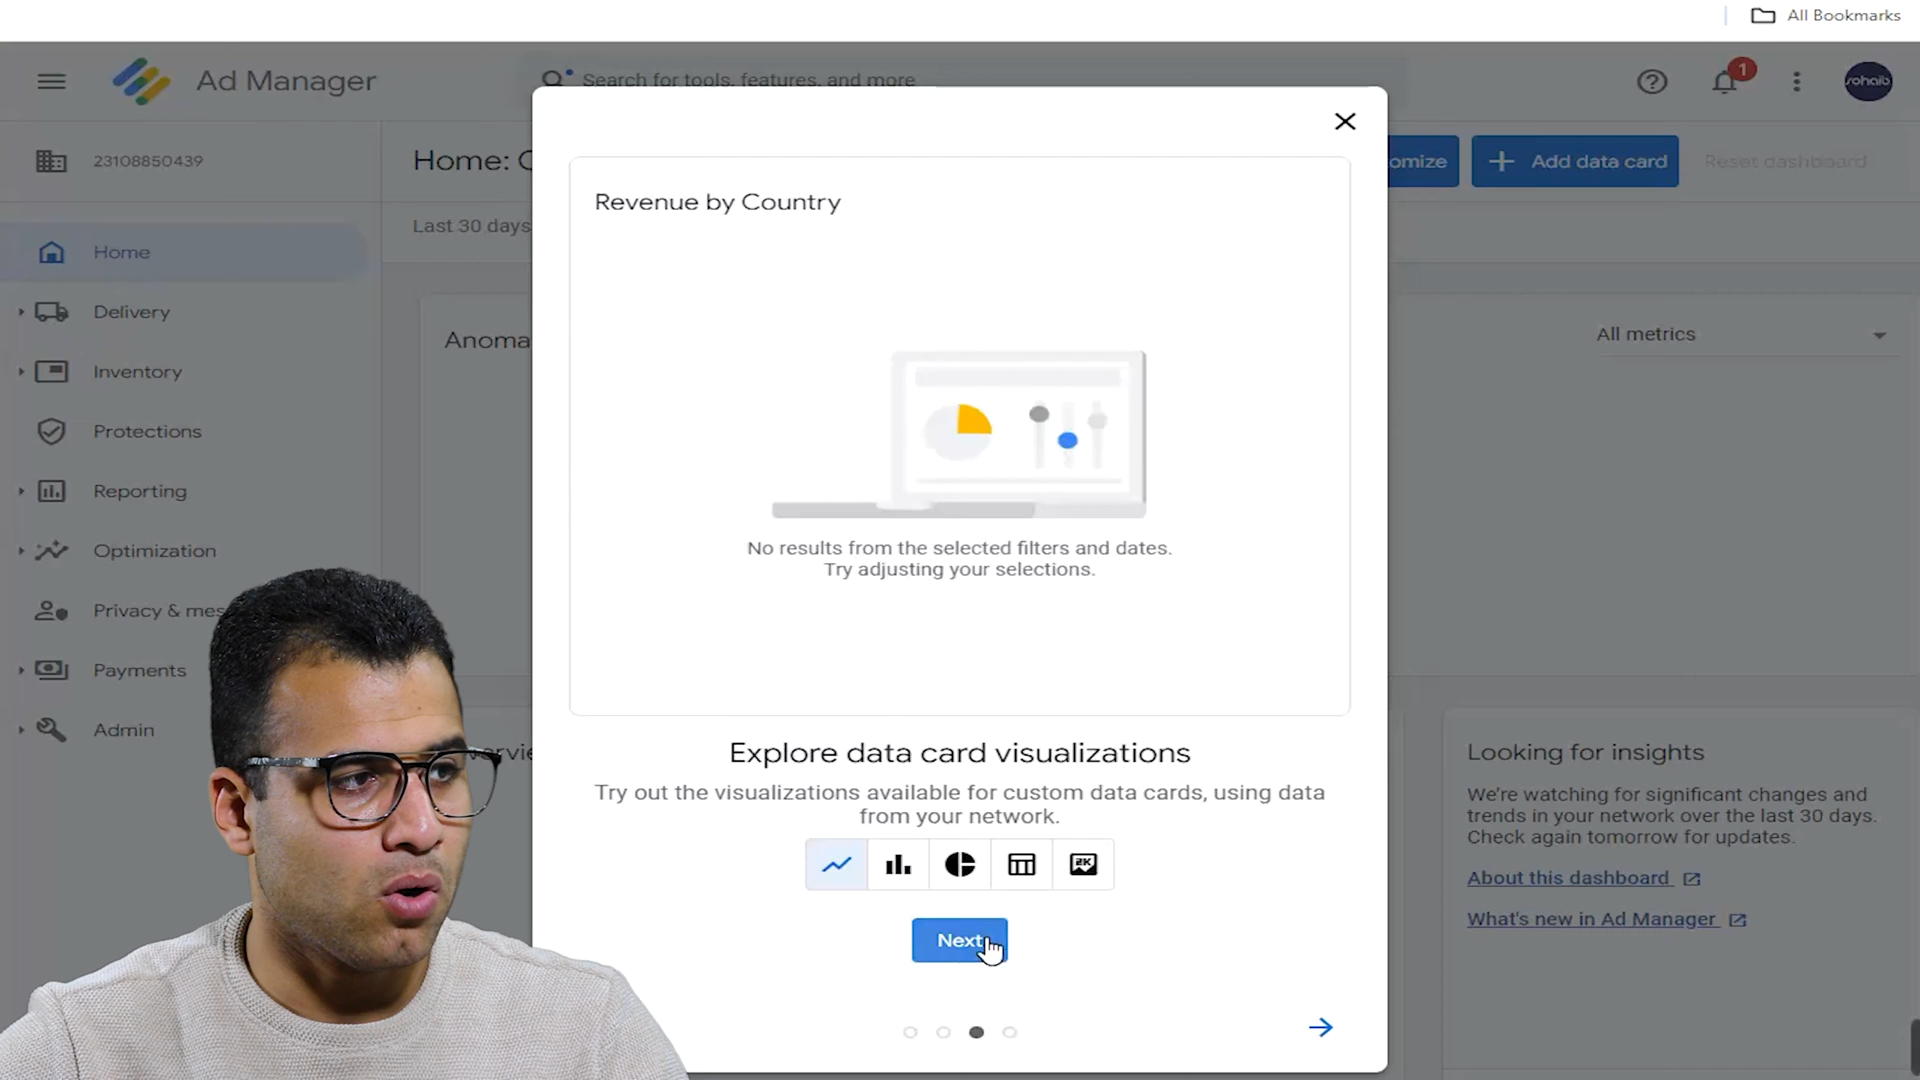 All Bookmarks
Ad Manager
Search for tools, features, and more
1
sohaib
23108850439
Home:
omize
Add data card
Reset dashboard
Last 30 days
Home
Delivery
Inventory
Protections
Reporting
Optimization
Privacy & mes
Payments
Admin
Anoma
All metrics
Revenue by Country
No results from the selected filters and dates.
Try adjusting your selections.
Explore data card visualizations
Try out the visualizations available for custom data cards, using data
from your network.
2K
Next
Looking for insights
We're watching for significant changes and
trends in your network over the last 30 days.
Check again tomorrow for updates.
About this dashboard
What's new in Ad Manager